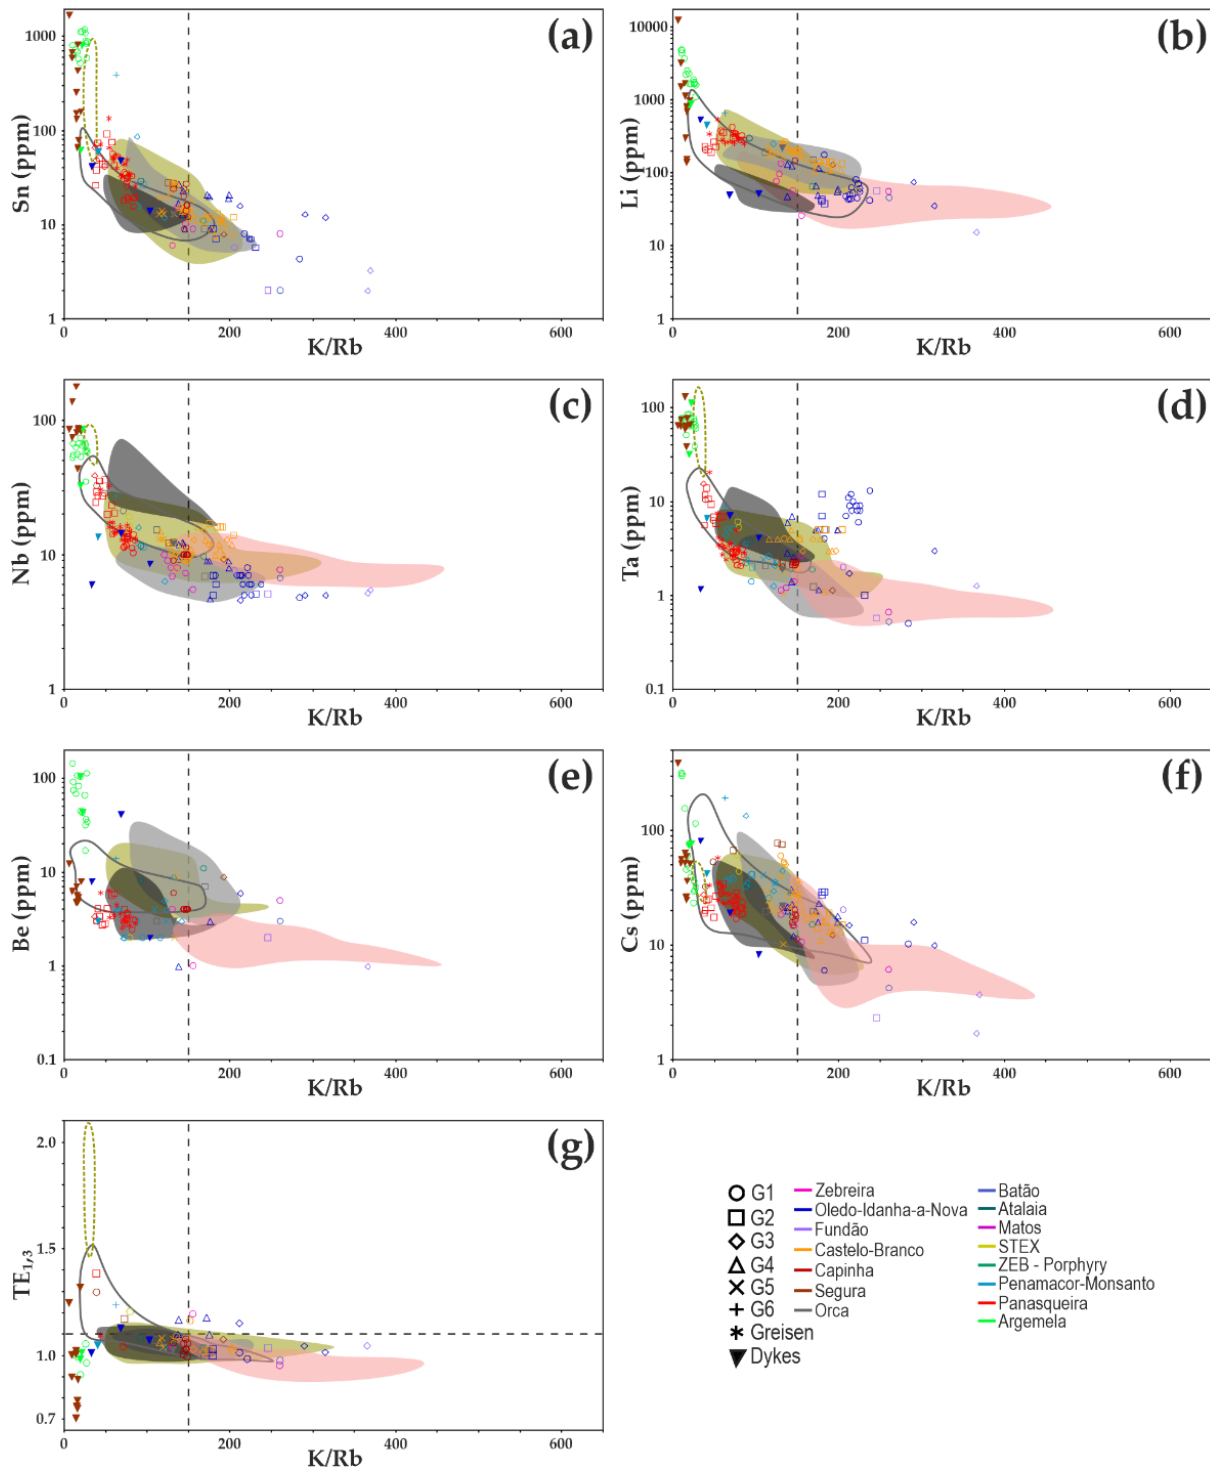 (a)
1000
100
10
1
Sn (ppm)
0 200 400 600
K/Rb
(b)
10000
1000
100
10
1
Li (ppm)
0 200 400 600
K/Rb
(c)
100
10
1
Nb (ppm)
0 200 400 600
K/Rb
(d)
100
10
1
0.1
Ta (ppm)
0 200 400 600
K/Rb
(e)
100
10
1
0.1
Be (ppm)
0 200 400 600
K/Rb
(f)
100
10
1
Cs (ppm)
0 200 400 600
K/Rb
(g)
2.0
1.5
1.0
0.7
TE1,3
0 200 400 600
K/Rb
G1
G2
G3
G4
G5
G6
Greisen
Dykes
Zebreira
Oledo-Idanha-a-Nova
Fundão
Castelo-Branco
Capinha
Segura
Orca
Batão
Atalaia
Matos
STEX
ZEB - Porphyry
Penamacor-Monsanto
Panasqueira
Argemela